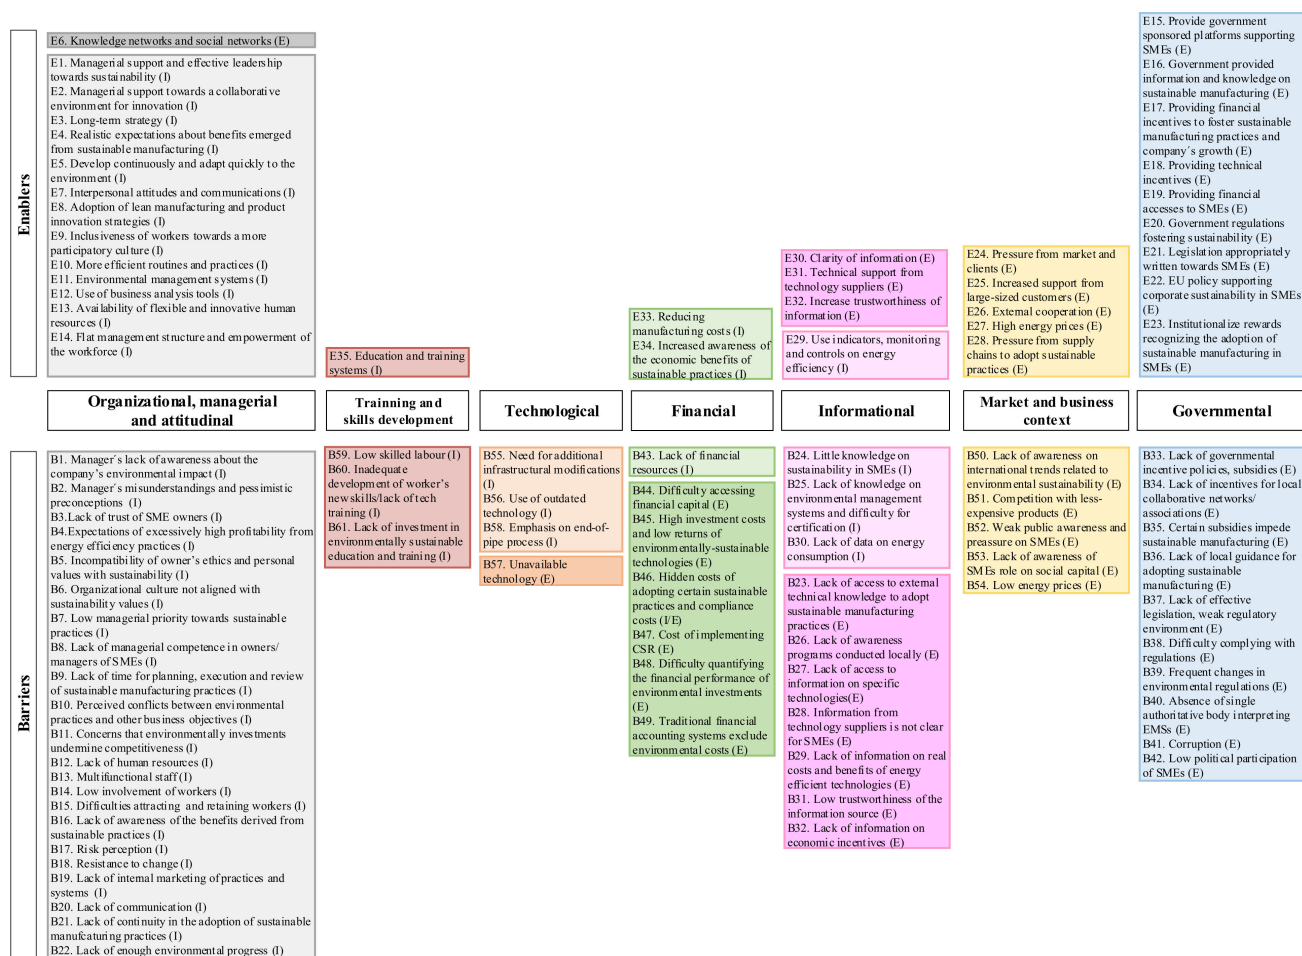 Enablers
E6. Knowledge networks and social networks (E)
E1. Managerial support and effective leadership
towards sustainability (I)
E2. Managerial support towards a collaborative
environment for innovation (I)
E3. Long-term strategy (I)
E4. Realistic expectations about benefits emerged
from sustainable manufacturing (I)
E5. Develop continuously and adapt quickly to the
environment (I)
E7. Interpersonal attitudes and communications (I)
E8. Adoption of lean manufacturing and product
innovation strategies (I)
E9. Inclusiveness of workers towards a more
participatory culture (I)
E10. More efficient routines and practices (I)
E11. Environmental management systems (I)
E12. Use of business analysis tools (I)
E13. Availability of flexible and innovative human
resources (I)
E14. Flat management structure and empowerment of
the workforce (I)
E35. Education and training
systems (I)
E33. Reducing
manufacturing costs (I)
E34. Increased awareness of
the economic benefits of
sustainable practices (I)
E30. Clarity of information (E)
E31. Technical support from
technology suppliers (E)
E32. Increase trustworthiness of
information (E)
E29. Use indicators, monitoring
and controls on energy
efficiency (I)
E24. Pressure from market and
clients (E)
E25. Increased support from
large-sized customers (E)
E26. External cooperation (E)
E27. High energy prices (E)
E28. Pressure from supply
chains to adopt sustainable
practices (E)
E15. Provide government
sponsored platforms supporting
SMEs (E)
E16. Government provided
information and knowledge on
sustainable manufacturing (E)
E17. Providing financial
incentives to foster sustainable
manufacturing practices and
company´s growth (E)
E18. Providing technical
incentives (E)
E19. Providing financial
accesses to SMEs (E)
E20. Government regulations
fostering sustainability (E)
E21. Legislation appropriately
written towards SMEs (E)
E22. EU policy supporting
corporate sustainability in SMEs
(E)
E23. Institutionalize rewards
recognizing the adoption of
sustainable manufacturing in
SMEs (E)
Organizational, managerial
and attitudinal
Trainning and
skills development
Technological
Financial
Informational
Market and business
context
Governmental
Barriers
B1. Manager´s lack of awareness about the
company's environmental impact (I)
B2. Manager´s misunderstandings and pessimistic
preconceptions (I)
B3.Lack of trust of SME owners (I)
B4.Expectations of excessively high profitability from
energy efficiency practices (I)
B5. Incompatibility of owner's ethics and personal
values with sustainability (I)
B6. Organizational culture not aligned with
sustainability values (I)
B7. Low managerial priority towards sustainable
practices (I)
B8. Lack of managerial competence in owners/
managers of SMEs (I)
B9. Lack of time for planning, execution and review
of sustainable manufacturing practices (I)
B10. Perceived conflicts between environmental
practices and other business objectives (I)
B11. Concerns that environmentally investments
undermine competitiveness (I)
B12. Lack of human resources (I)
B13. Multifunctional staff (I)
B14. Low involvement of workers (I)
B15. Difficulties attracting and retaining workers (I)
B16. Lack of awareness of the benefits derived from
sustainable practices (I)
B17. Risk perception (I)
B18. Resistance to change (I)
B19. Lack of internal marketing of practices and
systems (I)
B20. Lack of communication (I)
B21. Lack of continuity in the adoption of sustainable
manufcaturing practices (I)
B22. Lack of enough environmental progress (I)
B59. Low skilled labour (I)
B60. Inadequate
development of worker's
new skills/lack of tech
training (I)
B61. Lack of investment in
environmentally sustainable
education and training (I)
B55. Need for additional
infrastructural modifications
(I)
B56. Use of outdated
technology (I)
B58. Emphasis on end-of-
pipe process (I)
B57. Unavailable
technology (E)
B43. Lack of financial
resources (I)
B44. Difficulty accessing
financial capital (E)
B45. High investment costs
and low returns of
environmentally-sustainable
technologies (E)
B46. Hidden costs of
adopting certain sustainable
practices and compliance
costs (I/E)
B47. Cost of implementing
CSR (E)
B48. Difficulty quantifying
the financial performance of
environmental investments
(E)
B49. Traditional financial
accounting systems exclude
environmental costs (E)
B24. Little knowledge on
sustainability in SMEs (I)
B25. Lack of knowledge on
environmental management
systems and difficulty for
certification (I)
B30. Lack of data on energy
consumption (I)
B23. Lack of access to external
technical knowledge to adopt
sustainable manufacturing
practices (E)
B26. Lack of awareness
programs conducted locally (E)
B27. Lack of access to
information on specific
technologies(E)
B28. Information from
technology suppliers is not clear
for SMEs (E)
B29. Lack of information on real
costs and benefits of energy
efficient technologies (E)
B31. Low trustworthiness of the
information source (E)
B32. Lack of information on
economic incentives (E)
B50. Lack of awareness on
international trends related to
environmental sustainability (E)
B51. Competition with less-
expensive products (E)
B52. Weak public awareness and
preassure on SMEs (E)
B53. Lack of awareness of
SMEs role on social capital (E)
B54. Low energy prices (E)
B33. Lack of governmental
incentive policies, subsidies (E)
B34. Lack of incentives for local
collaborative networks/
associations (E)
B35. Certain subsidies impede
sustainable manufacturing (E)
B36. Lack of local guidance for
adopting sustainable
manufacturing (E)
B37. Lack of effective
legislation, weak regulatory
environment (E)
B38. Difficulty complying with
regulations (E)
B39. Frequent changes in
environmental regulations (E)
B40. Absence of single
authoritative body interpreting
EMSs (E)
B41. Corruption (E)
B42. Low political participation
of SMEs (E)